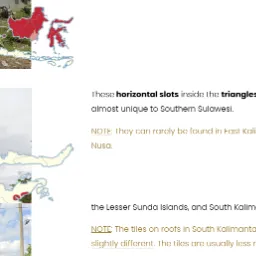 These horizontal slots inside the triangles
almost unique to Southern Sulawesi.
NOTE: They can rarely be found in East Kali
Nusa.
the Lesser Sunda Islands, and South Kalim
NOTE: The tiles on roofs in South Kalimanta
slightly different. The tiles are usually less